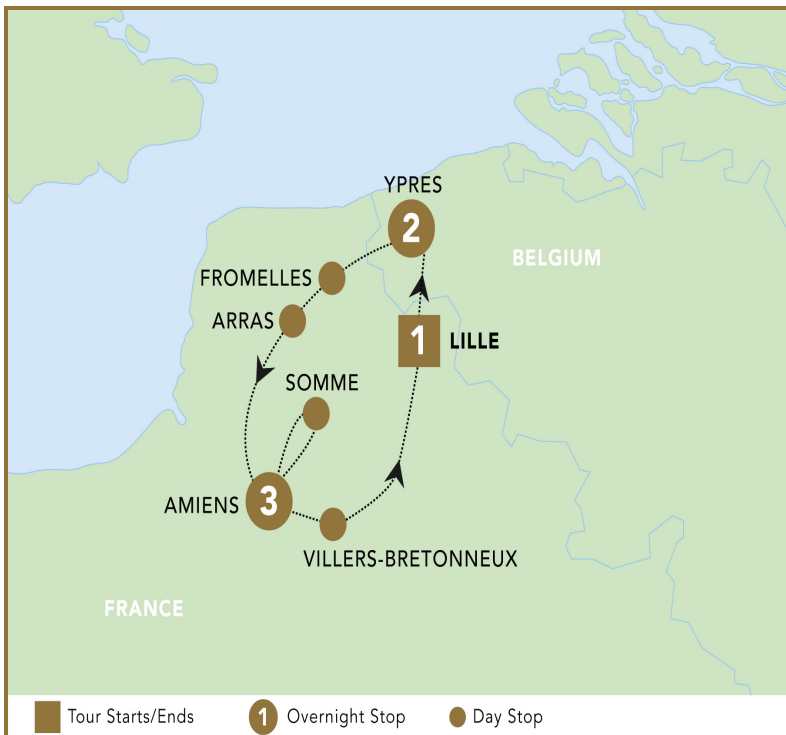 YPRES
2
BELGIUM
FROMELLES
ARRAS
1 LILLE
SOMME
AMIENS 3
VILLERS-BRETONNEUX
FRANCE
Tour Starts/Ends 1 Overnight Stop Day Stop